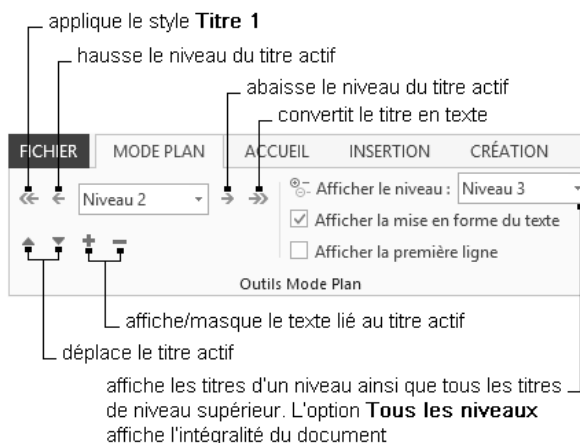 applique le style Titre 1
hausse le niveau du titre actif
abaisse le niveau du titre actif
convertit le titre en texte
FICHIER MODE PLAN ACCUEIL INSERTION CRÉATION
Niveau 2 Afficher le niveau : Niveau 3
Afficher la mise en forme du texte
Afficher la première ligne
Outils Mode Plan
affiche/masque le texte lié au titre actif
déplace le titre actif
affiche les titres d'un niveau ainsi que tous les titres
de niveau supérieur. L'option Tous les niveaux
affiche l'intégralité du document